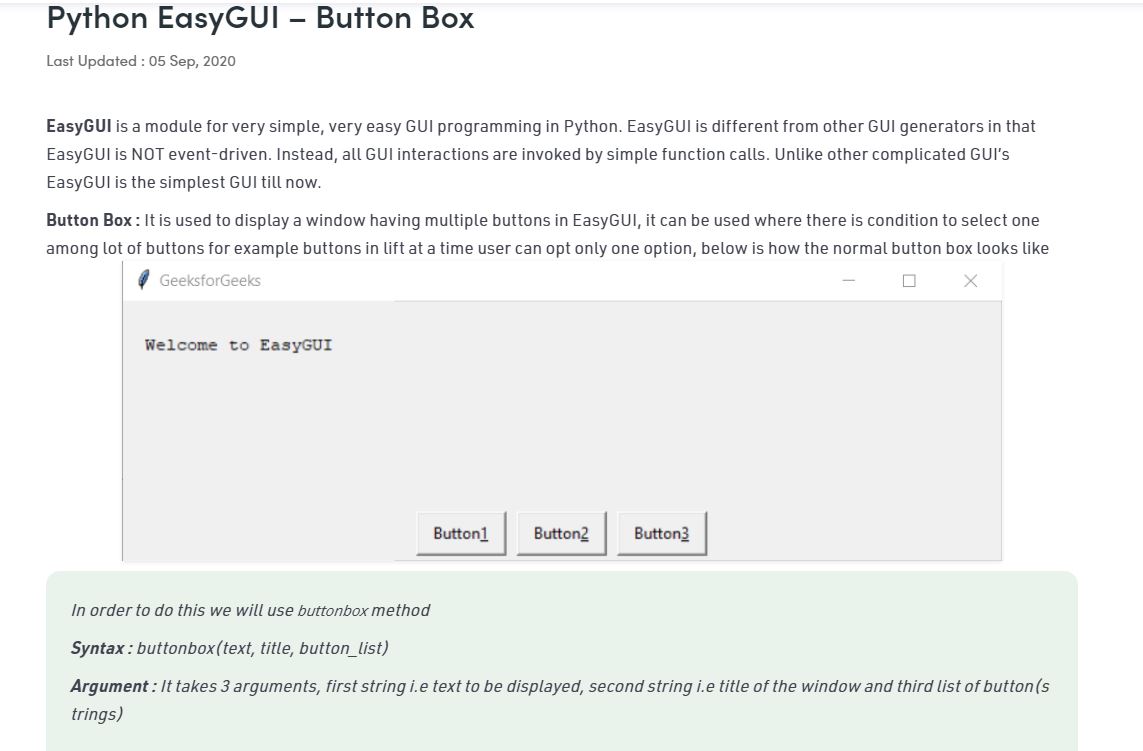 Python EasyGUI – Button Box
Last Updated : 05 Sep, 2020
EasyGUI is a module for very simple, very easy GUI programming in Python. EasyGUI is different from other GUI generators in that
EasyGUI is NOT event-driven. Instead, all GUI interactions are invoked by simple function calls. Unlike other complicated GUI's
EasyGUI is the simplest GUI till now.
Button Box : It is used to display a window having multiple buttons in EasyGUI, it can be used where there is condition to select one
among lot of buttons for example buttons in lift at a time user can opt only one option, below is how the normal button box looks like
GeeksforGeeks
Welcome to EasyGUI
Button1 Button2 Button3
In order to do this we will use buttonbox method
Syntax : buttonbox(text, title, button_list)
Argument : It takes 3 arguments, first string i.e text to be displayed, second string i.e title of the window and third list of button(s
trings)